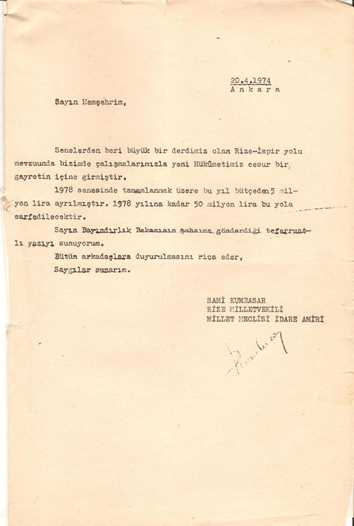 20.4.1974
Ankara
Sayın Hemşehrim,
Senelerden beri büyük bir derdimiz olan Rize-İspir yolu
mevzuunda bizimde çalışmalarımızla yeni Hükümetimiz cesur bir
gayretin içine girmiştir.
1978 senesinde tamamlanmak üzere bu yıl bütçeden 5 mil-
yon lira ayrılmıştır. 1978 yılına kadar 50 milyon lira bu yola
sarfedilecektir.
Sayın Bayındırlık Bakanının şahsıma gönderdiği teferruat-
lı yazıyı sunuyorum.
Bütün arkadaşlara duyurulmasını rica eder,
Saygılar sunarım.
SAMİ KUMBASAR
RİZE MİLLETVEKİLİ
MİLLET MECLİSİ İDARE AMİRİ